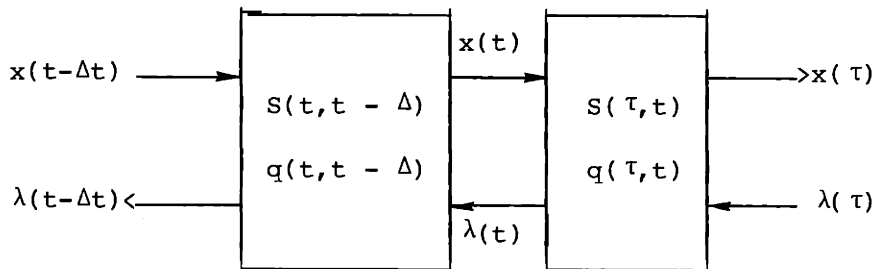 x(t)
x(t-Δt)
>x(τ)
S(t,t - Δ)
S(τ,t)
q(t,t - Δ)
q(τ,t)
λ(t-Δt)<
λ(t)
λ(τ)